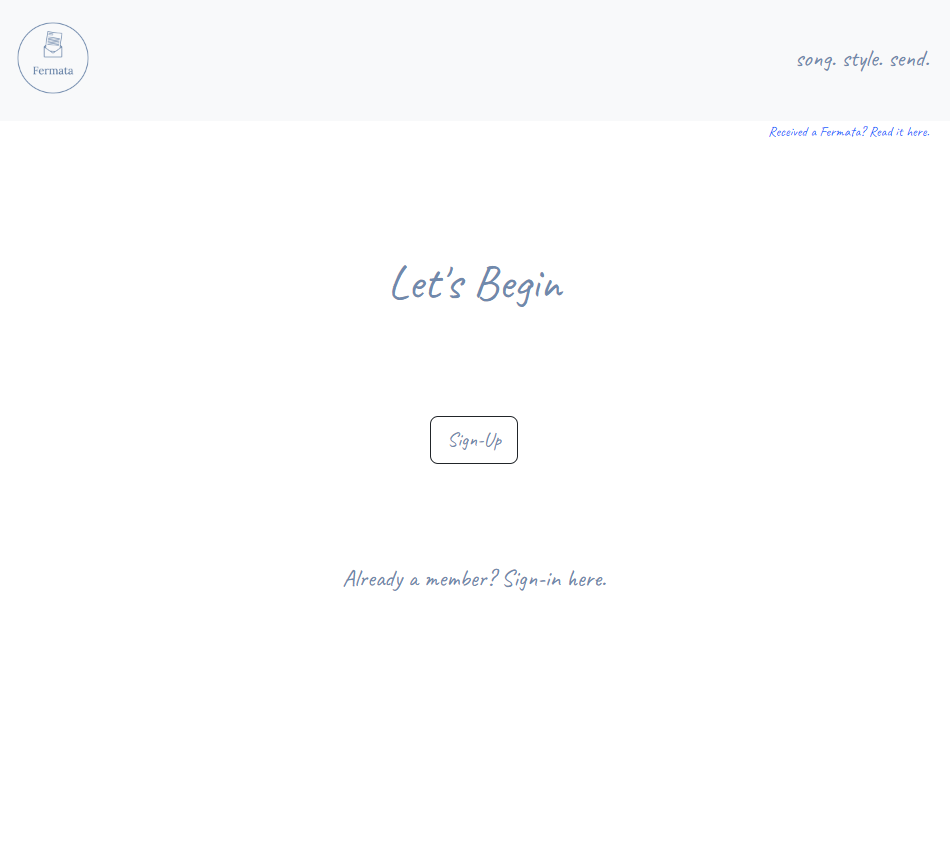 Fermata
song. style. send.
Received a Fermata? Read it here.
Let's Begin
Sign-Up
Already a member? Sign-in here.